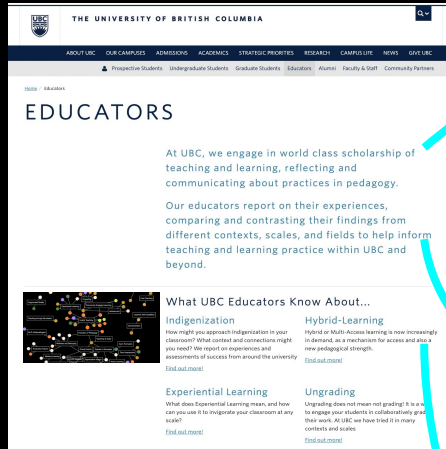 UBC
THE UNIVERSITY OF BRITISH COLUMBIA
ABOUT UBC OUR CAMPUSES ADMISSIONS ACADEMICS STRATEGIC PRIORITIES RESEARCH CAMPUS LIFE NEWS GIVE UBC
Prospective Students Undergraduate Students Graduate Students Educators Alumni Faculty & Staff Community Partners
Home / Educators
EDUCATORS
At UBC, we engage in world class scholarship of
teaching and learning, reflecting and
communicating about practices in pedagogy.
Our educators report on their experiences,
comparing and contrasting their findings from
different contexts, scales, and fields to help inform
teaching and learning practice within UBC and
beyond.
What UBC Educators Know About...
Indigenization
How might you approach Indigenization in your
classroom? What context and connections might
you need? We report on experiences and
assessments of success from around the university
Find out more!
Hybrid-Learning
Hybrid or Multi-Access learning is now increasingly
in demand, as a mechanism for access and also a
new pedagogical strength.
Find out more!
Experiential Learning
What does Experiential Learning mean, and how
can you use it to invigorate your classroom at any
scale?
Find out more!
Ungrading
Ungrading does not mean not grading! It is a
to engage your students in collaboratively
their work. At UBC we have tried it in many
contexts and scales
Find out more!